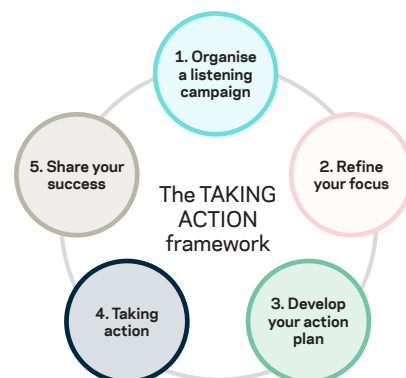 1. Organise
a listening
campaign
2. Refine
your focus
3. Develop
your action
plan
4. Taking
action
5. Share your
success
The TAKING
ACTION
framework